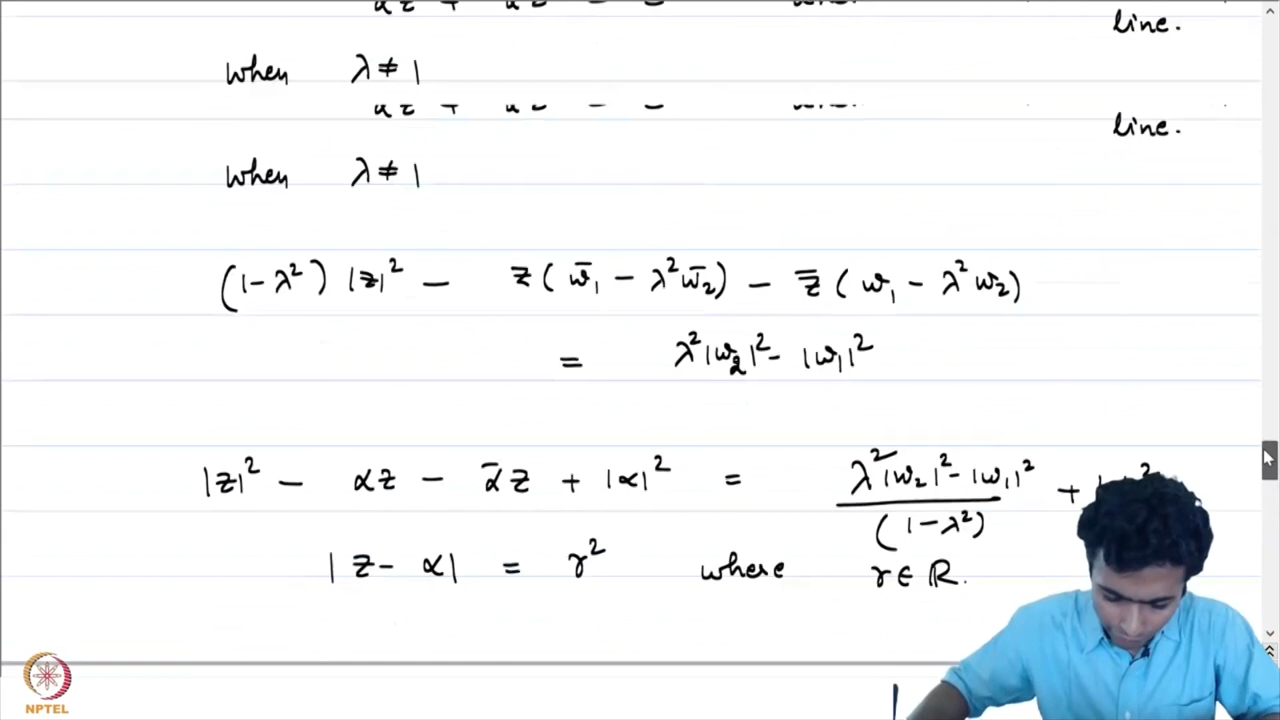 line.
when λ ≠ 1
line.
when λ ≠ 1
(1-λ²) |z|² - z( w̄₁ - λ²w̄₂) - z̄( w₁ - λ²w₂)
= λ²|w₂|² - |w₁|²
|z|² - αz - ᾱz + |α|² = λ²|w₂|² - |w₁|² / (1-λ²) +
|z - α| = r² where r ∈ ℝ.
NPTEL